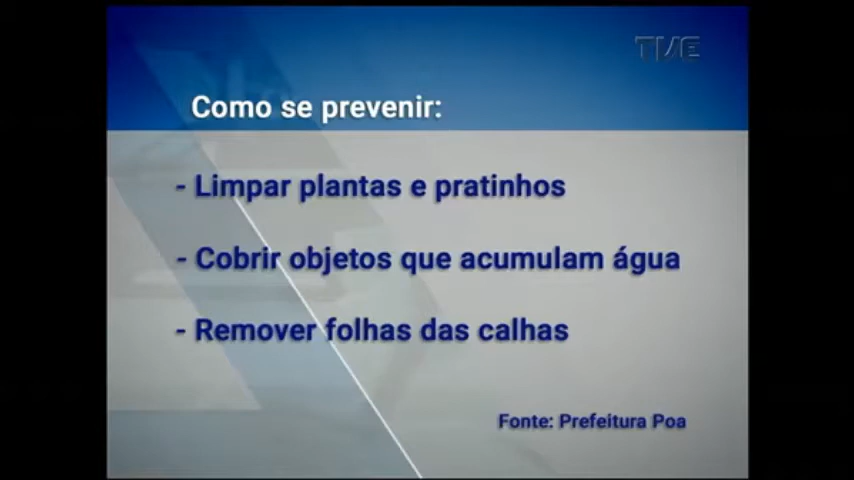 TVE
Como se prevenir:
- Limpar plantas e pratinhos
- Cobrir objetos que acumulam água
- Remover folhas das calhas
Fonte: Prefeitura Poa